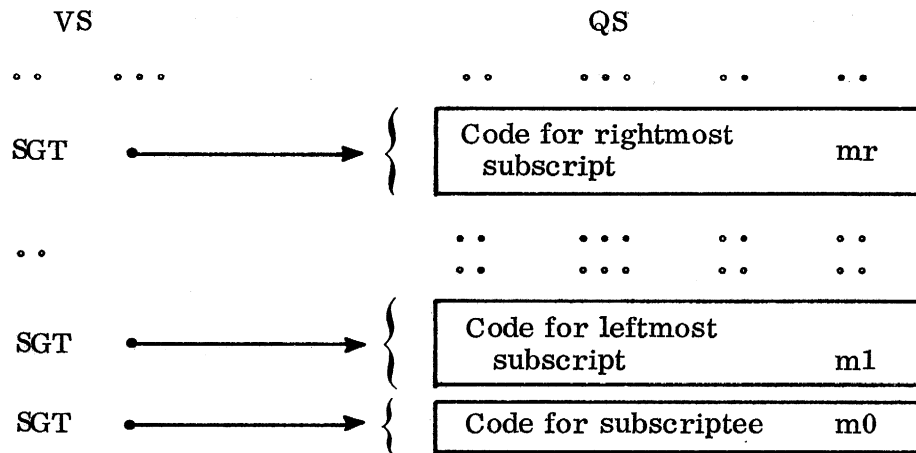 VS QS
SGT Code for rightmost
subscript mr
SGT Code for leftmost
subscript m1
SGT Code for subscriptee m0